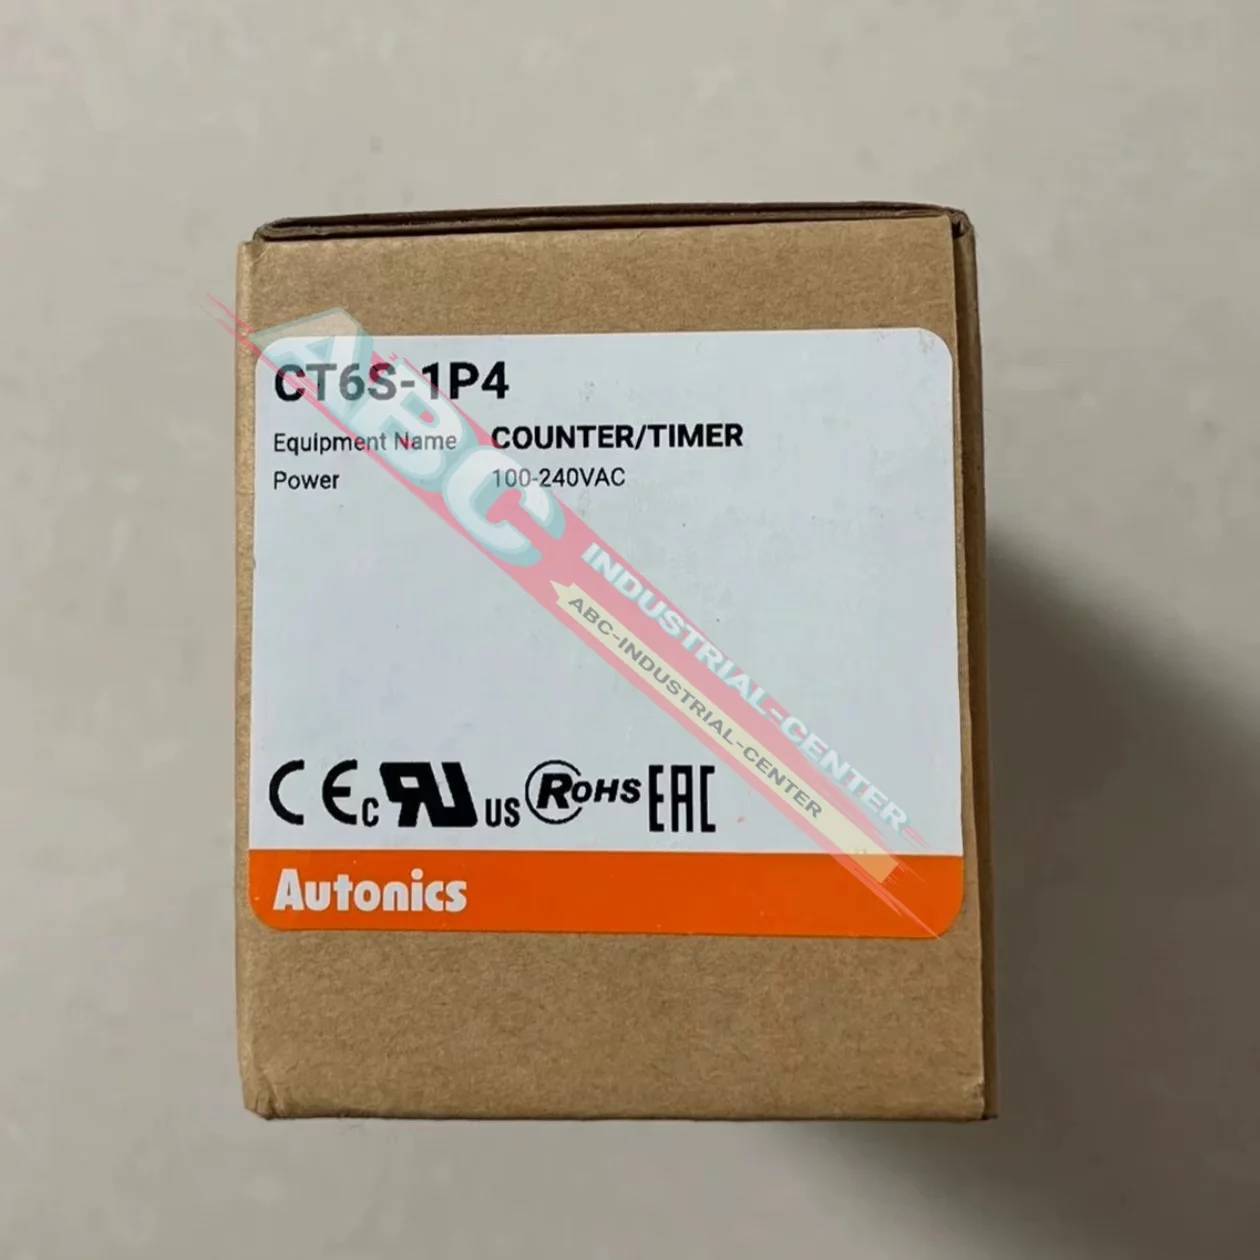 CT6S-1P4
Equipment Name COUNTER/TIMER
Power 100-240VAC
ABC
INDUSTRIAL-CENTER
ABC-INDUSTRIAL-CENTER
CE c RU us RoHS EAC
Autonics